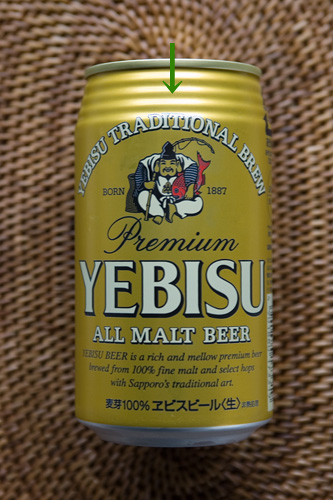 YEBISU TRADITIONAL BREW
BORN 1887
Premium
YEBISU
ALL MALT BEER
YEBISU BEER is a rich and mellow premium beer
brewed from 100% fine malt and select hops
with Sapporo's traditional art.
麦芽100% ヱビスビール〈生〉